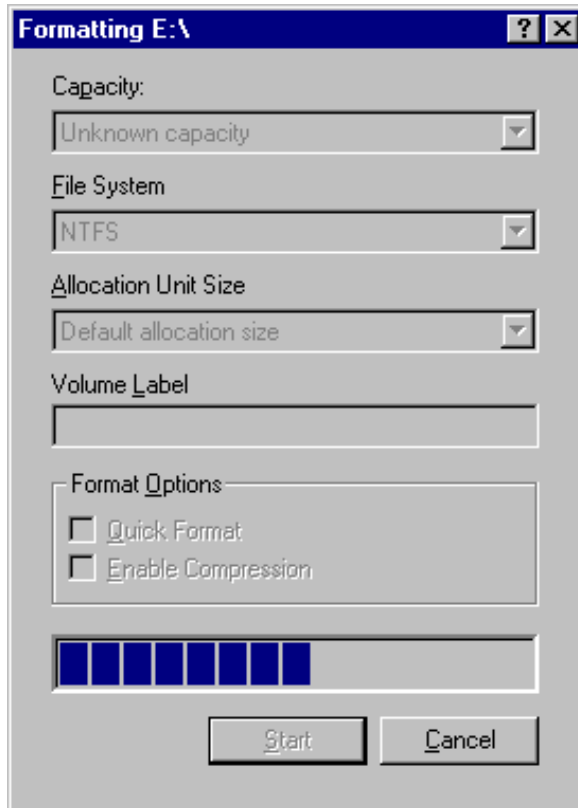 Formatting E:\
Capacity:
Unknown capacity
File System
NTFS
Allocation Unit Size
Default allocation size
Volume Label
Format Options
Quick Format
Enable Compression
Start Cancel